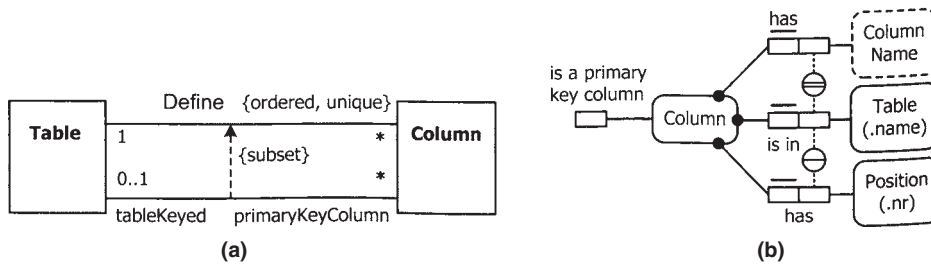 Define {ordered, unique}
Table
1
*
Column
{subset}
0..1
*
tableKeyed primaryKeyColumn
(a)
has
Column
Name
is a primary
key column
Column
Table
(.name)
is in
Position
(.nr)
has
(b)